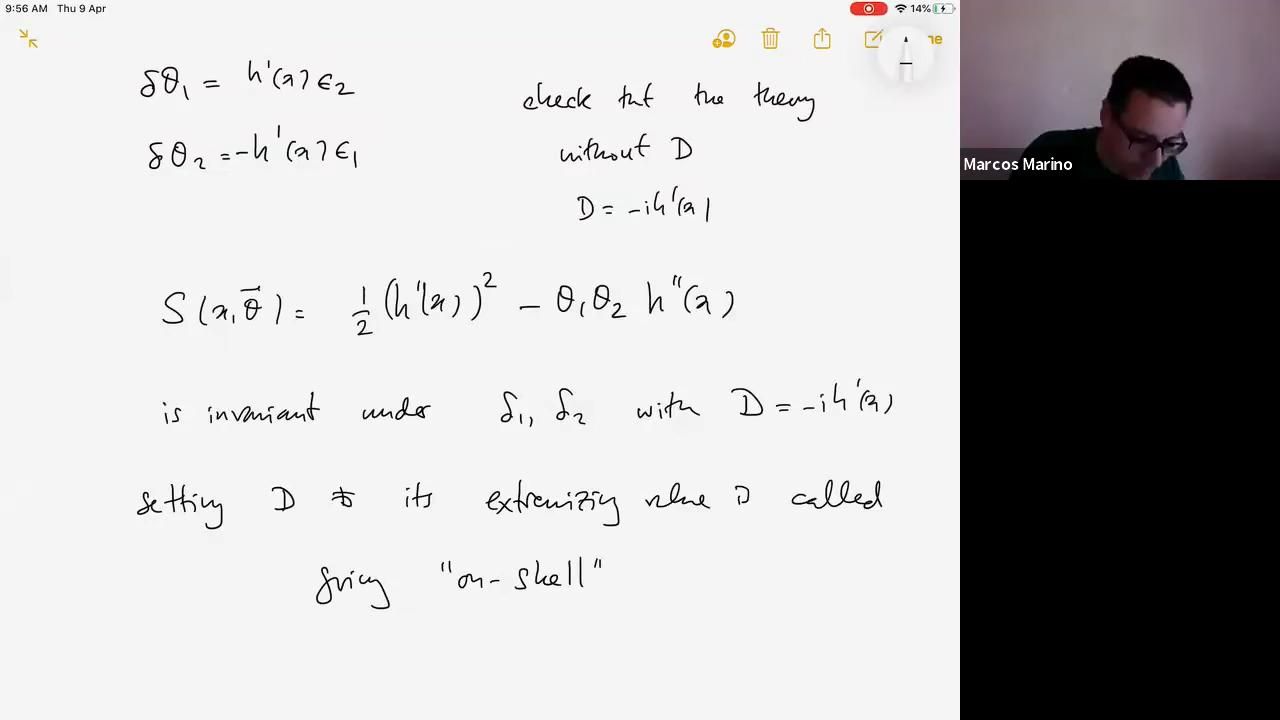 9:56 AM Thu 9 Apr
14%
δθ₁ = h'(x) ε₂
check that the theory
δθ₂ = -h'(x) ε₁
without D
D = -ih'(x)
S(x, θ̄) = 1/2 (h'(x))² - θ₁θ₂ h''(x)
is invariant under δ₁, δ₂ with D = -ih'(x)
setting D to its extremizing value is called
going "on-shell"
Marcos Marino